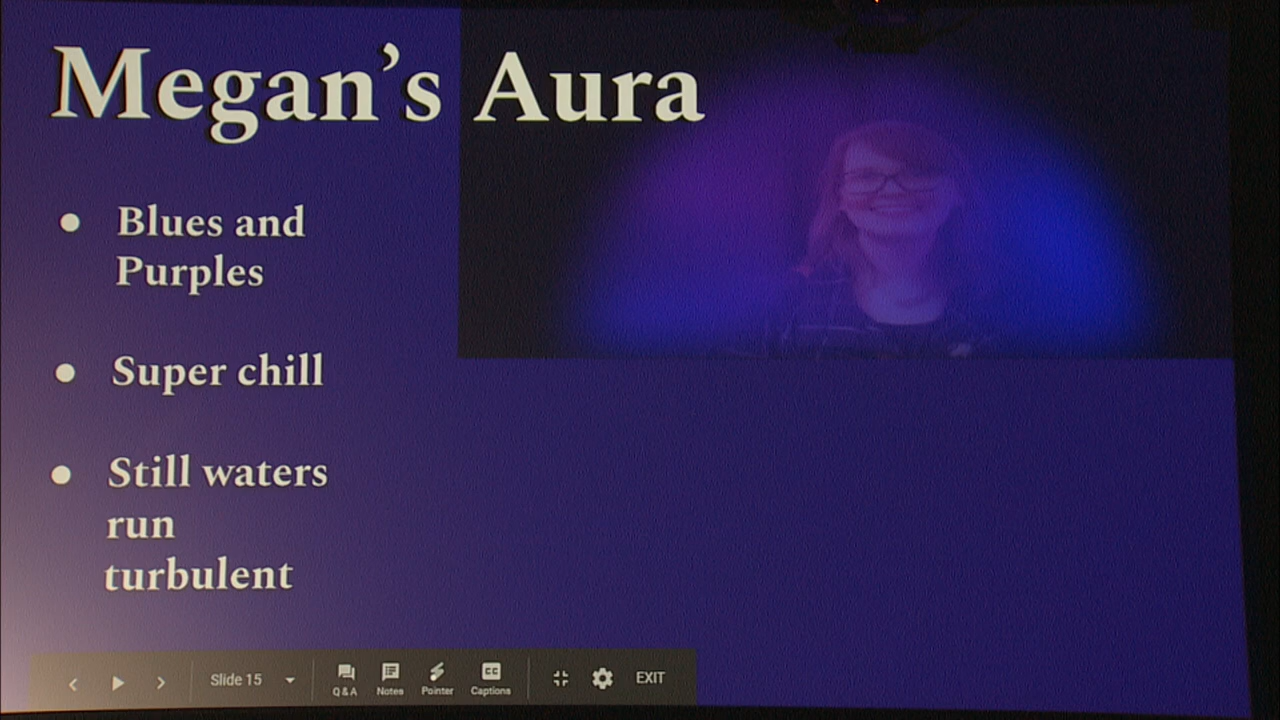 Megan's Aura
● Blues and
Purples
● Super chill
● Still waters
run
turbulent
Slide 15
Q & A
Notes
Pointer
CC
Captions
EXIT